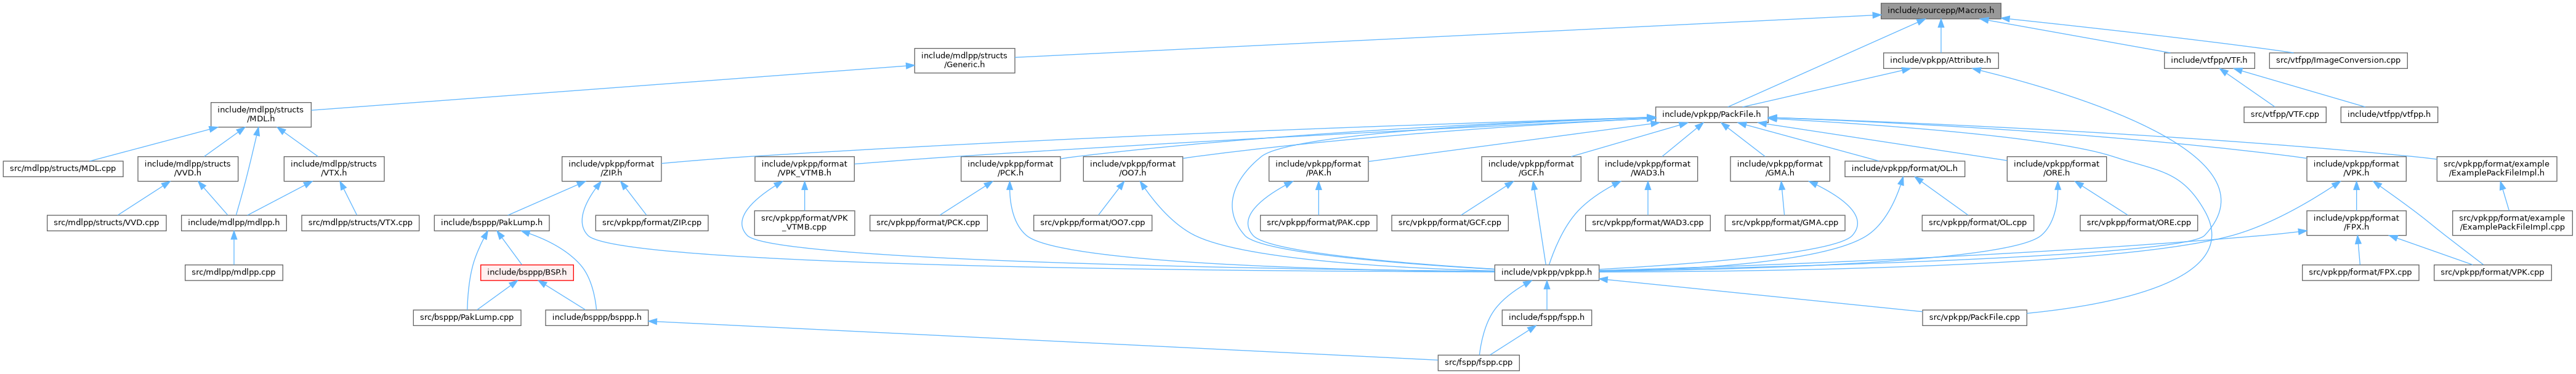 include/sourcepp/Macros.h
include/mdlpp/structs
/Generic.h
include/vpkpp/Attribute.h
include/vtfpp/VTF.h
src/vtfpp/ImageConversion.cpp
include/mdlpp/structs
/MDL.h
include/vpkpp/PackFile.h
src/vtfpp/VTF.cpp
include/vtfpp/vtfpp.h
src/mdlpp/structs/MDL.cpp
include/mdlpp/structs
/VVD.h
include/mdlpp/structs
/VTX.h
include/vpkpp/format
/ZIP.h
include/vpkpp/format
/VPK_VTMB.h
include/vpkpp/format
/PCK.h
include/vpkpp/format
/OO7.h
include/vpkpp/format
/PAK.h
include/vpkpp/format
/GCF.h
include/vpkpp/format
/WAD3.h
include/vpkpp/format
/GMA.h
include/vpkpp/format/OL.h
include/vpkpp/format
/ORE.h
include/vpkpp/format
/VPK.h
src/vpkpp/format/example
/ExamplePackFileImpl.h
src/mdlpp/structs/VVD.cpp
include/mdlpp/mdlpp.h
src/mdlpp/structs/VTX.cpp
include/bsppp/PakLump.h
src/vpkpp/format/ZIP.cpp
src/vpkpp/format/VPK
_VTMB.cpp
src/vpkpp/format/PCK.cpp
src/vpkpp/format/OO7.cpp
src/vpkpp/format/PAK.cpp
src/vpkpp/format/GCF.cpp
src/vpkpp/format/WAD3.cpp
src/vpkpp/format/GMA.cpp
src/vpkpp/format/OL.cpp
src/vpkpp/format/ORE.cpp
include/vpkpp/format
/FPX.h
src/vpkpp/format/example
/ExamplePackFileImpl.cpp
src/mdlpp/mdlpp.cpp
include/bsppp/BSP.h
include/vpkpp/vpkpp.h
src/vpkpp/format/FPX.cpp
src/vpkpp/format/VPK.cpp
src/bsppp/PakLump.cpp
include/bsppp/bsppp.h
include/fspp/fspp.h
src/vpkpp/PackFile.cpp
src/fspp/fspp.cpp